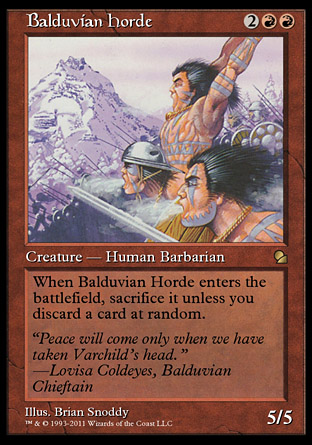 Balduvian Horde 2
Creature — Human Barbarian
When Balduvian Horde enters the
battlefield, sacrifice it unless you
discard a card at random.
“Peace will come only when we have
taken Varchild's head.”
—Lovisa Coldeyes, Balduvian
Chieftain
Illus. Brian Snoddy
5/5
™ & © 1993-2011 Wizards of the Coast LLC